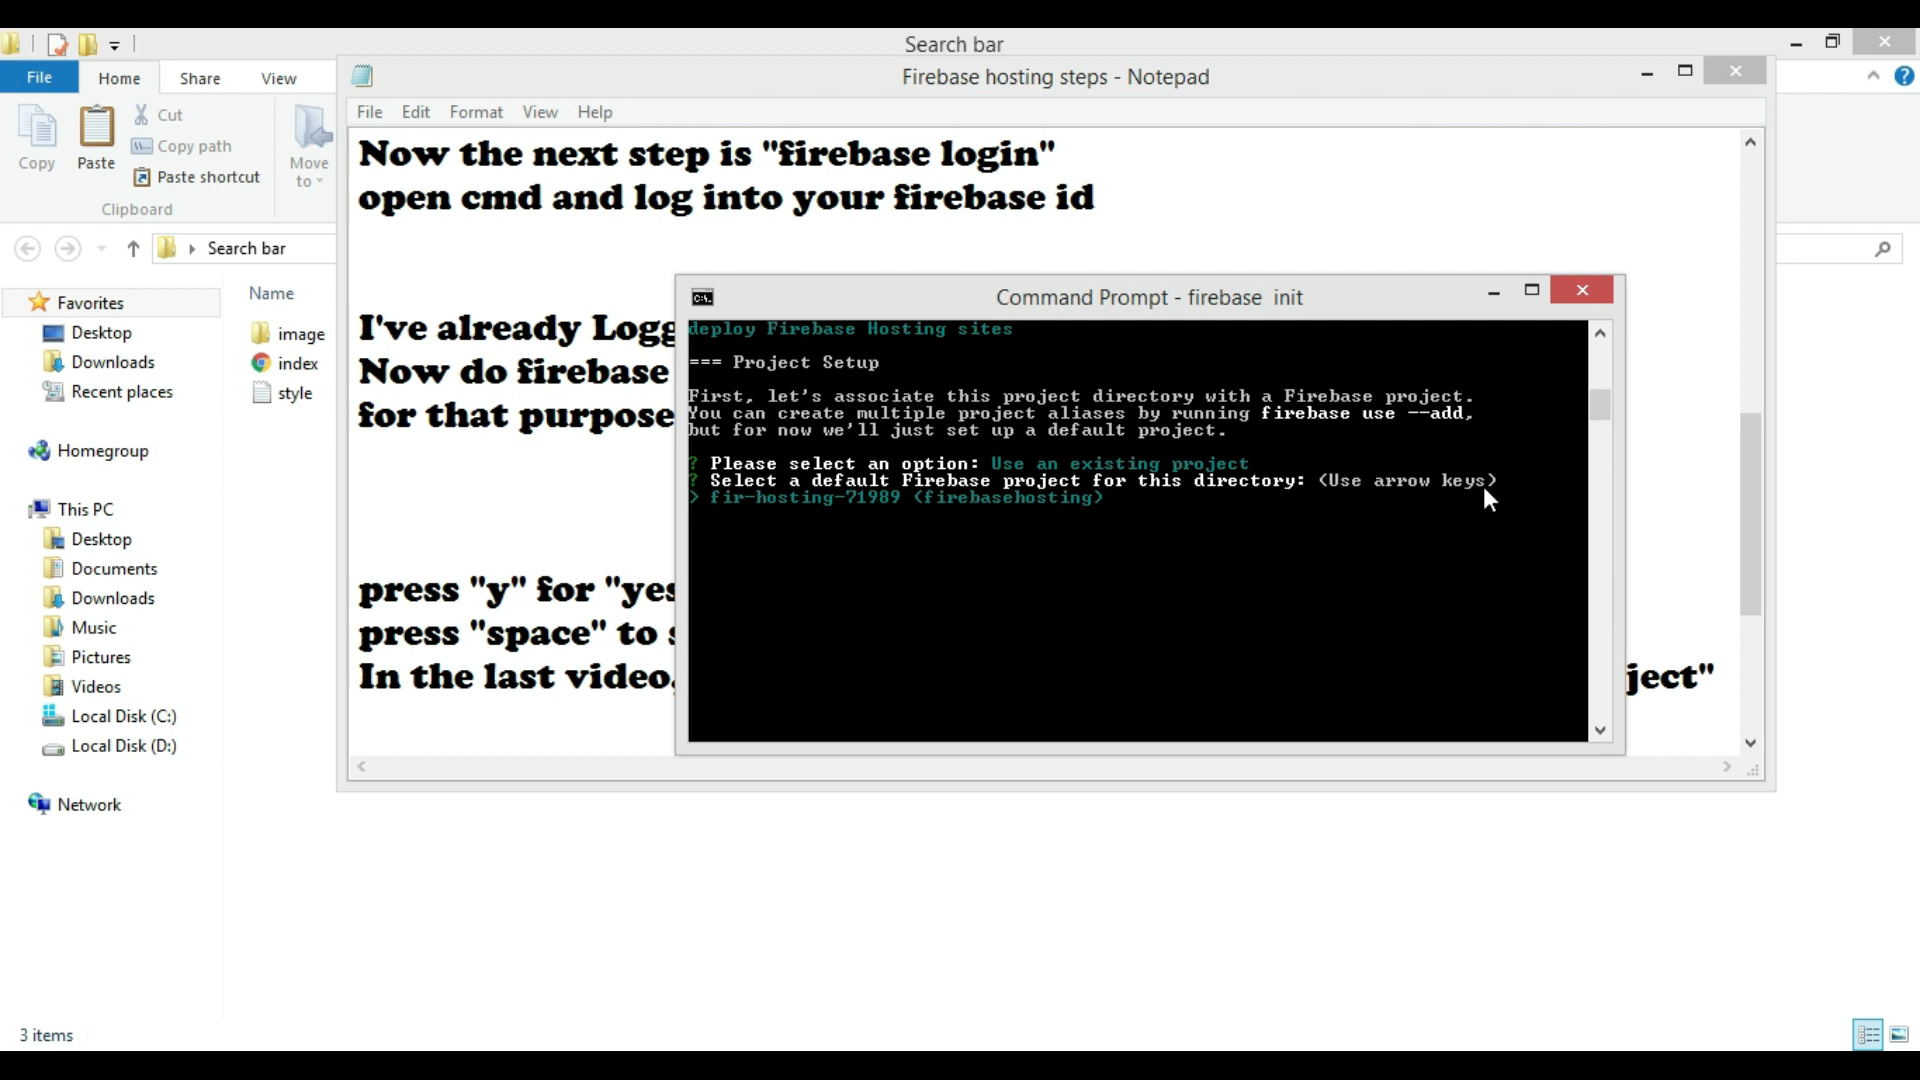 Search bar
File
Home
Share
View
Copy
Paste
Cut
Copy path
Paste shortcut
Move
to
Clipboard
Search bar
Name
Favorites
Desktop
Downloads
Recent places
Homegroup
This PC
Desktop
Documents
Downloads
Music
Pictures
Videos
Local Disk (C:)
Local Disk (D:)
Network
image
index
style
3 items
Firebase hosting steps - Notepad
File Edit Format View Help
Now the next step is "firebase login"
open cmd and log into your firebase id
I've already Logg
Now do firebase
for that purpose
press "y" for "yes
press "space" to s
In the last video,
ject"
Command Prompt - firebase init
deploy Firebase Hosting sites
=== Project Setup
First, let's associate this project directory with a Firebase project.
You can create multiple project aliases by running firebase use --add,
but for now we'll just set up a default project.
? Please select an option: Use an existing project
? Select a default Firebase project for this directory: (Use arrow keys)
> fir-hosting-71989 (firebasehosting)